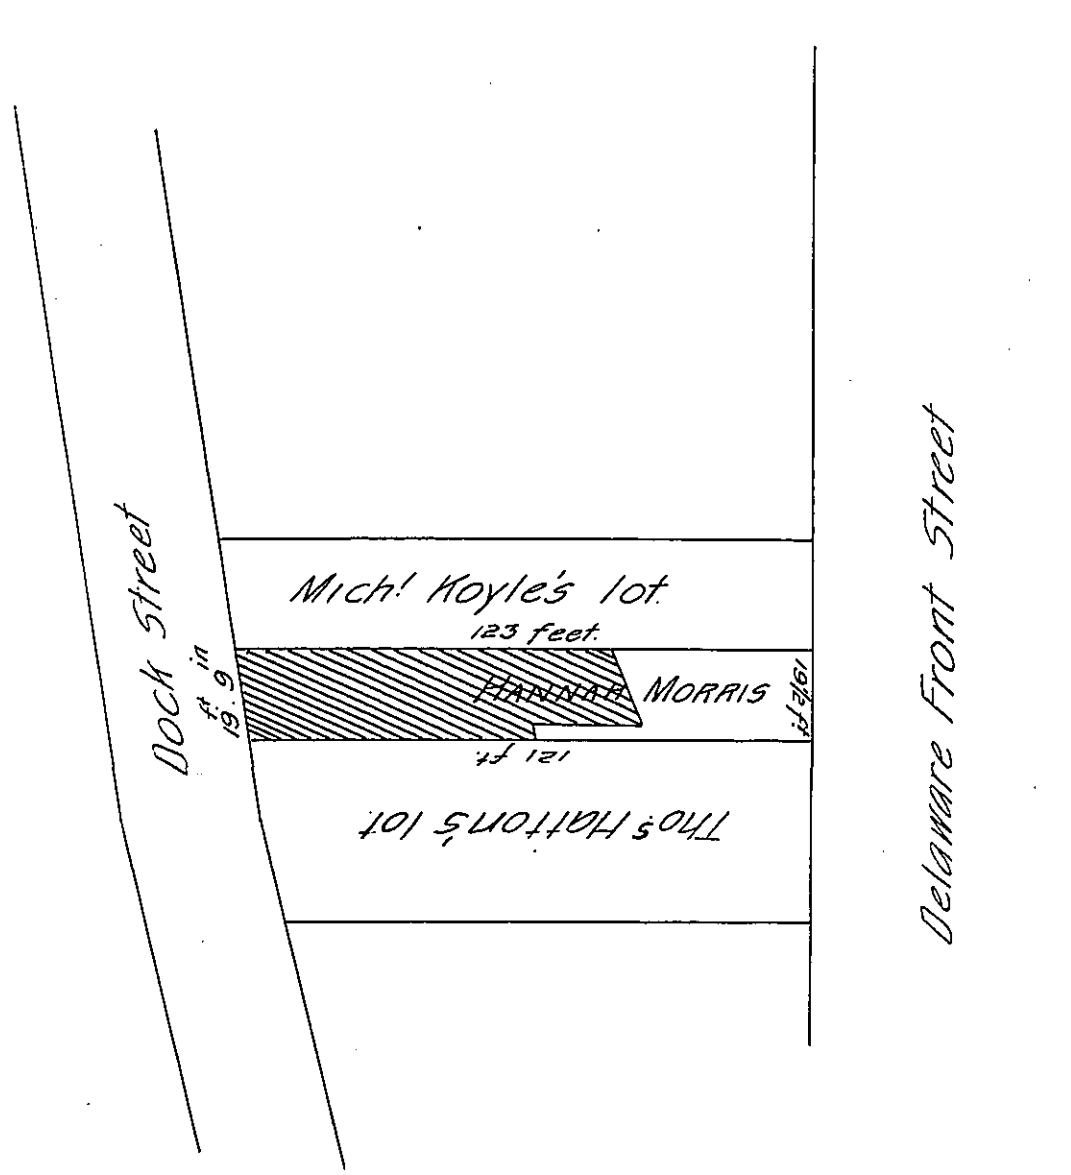 Dock Street
ft in
19.9
Mich! Koyle's lot.
123 feet.
HANNAH MORRIS
19½ ft
121 ft.
Thos Hatton's lot
Delaware Front Street